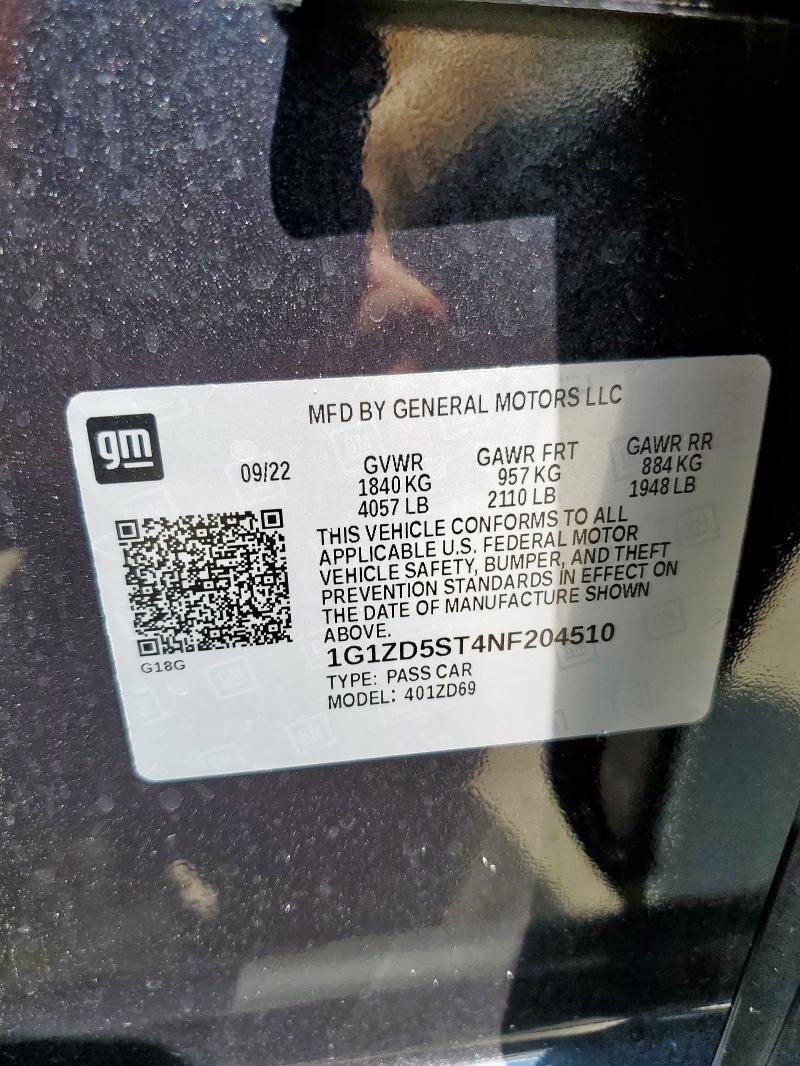 MFD BY GENERAL MOTORS LLC
gm
09/22
GVWR
1840 KG
4057 LB
GAWR FRT
957 KG
2110 LB
GAWR RR
884 KG
1948 LB
THIS VEHICLE CONFORMS TO ALL
APPLICABLE U.S. FEDERAL MOTOR
VEHICLE SAFETY, BUMPER, AND THEFT
PREVENTION STANDARDS IN EFFECT ON
THE DATE OF MANUFACTURE SHOWN
ABOVE.
1G1ZD5ST4NF204510
TYPE: PASS CAR
MODEL: 401ZD69
G18G